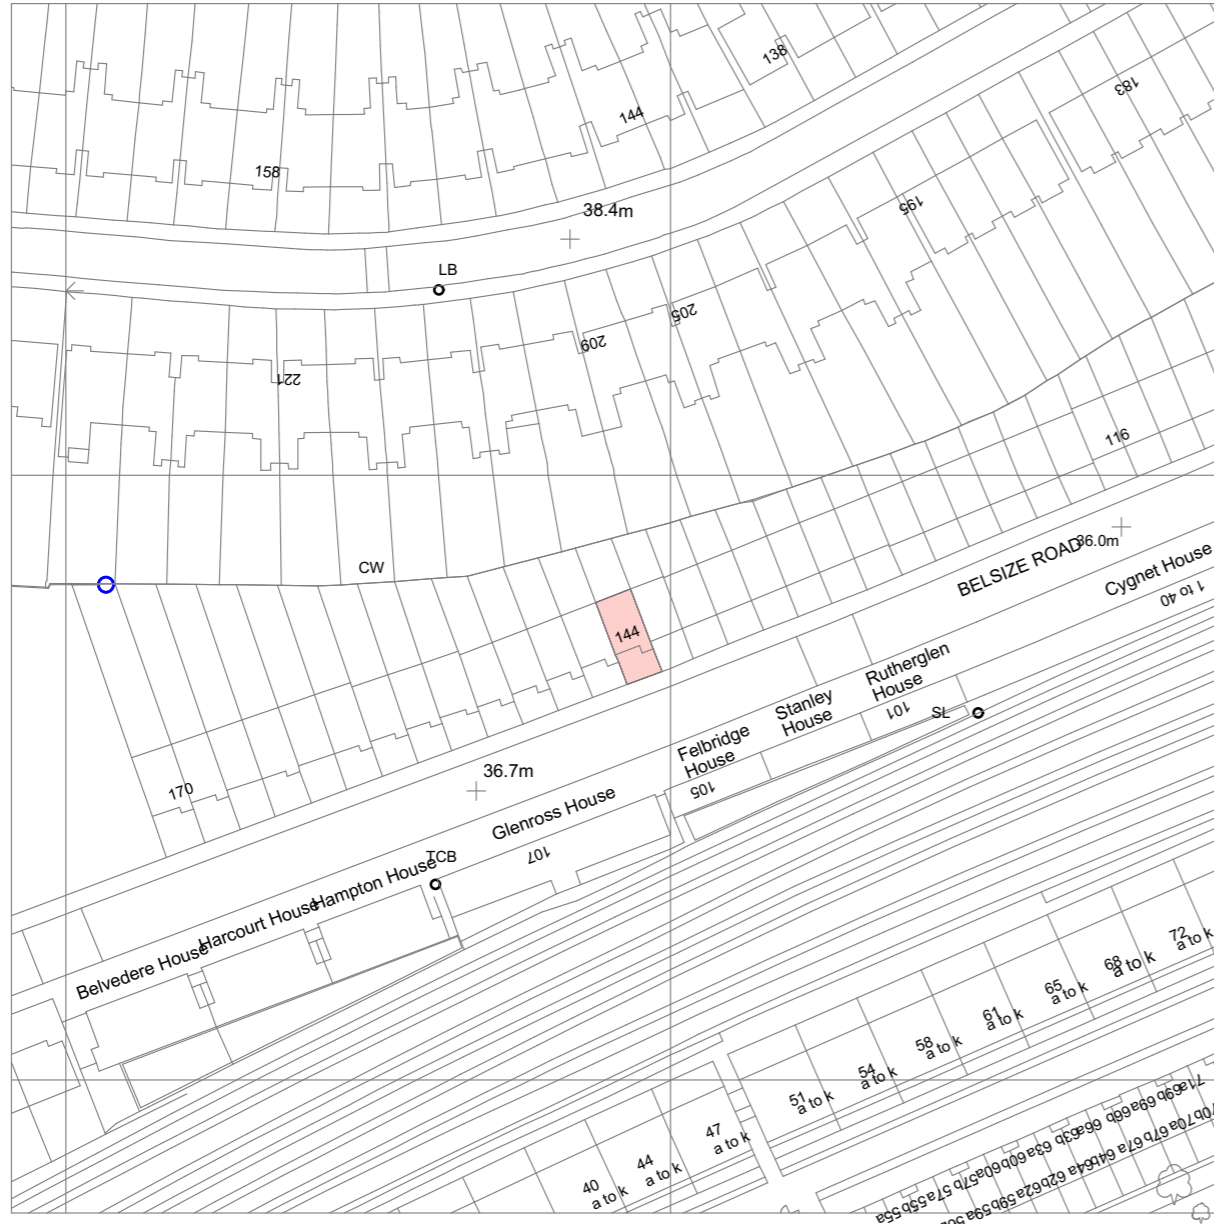 138
183
144
158
195
38.4m
LB
205
209
221
116
36.0m
BELSIZE ROAD
CW
Cygnet House
1 to 40
144
Rutherglen
House
101
SL
Stanley
House
Felbridge
House
105
36.7m
170
Glenross House
107
TCB
Hampton House
Harcourt House
Belvedere House
72
a to k
68
a to k
65
a to k
61
a to k
58
a to k
54
a to k
51
a to k
47
a to k
44
a to k
40
a to k